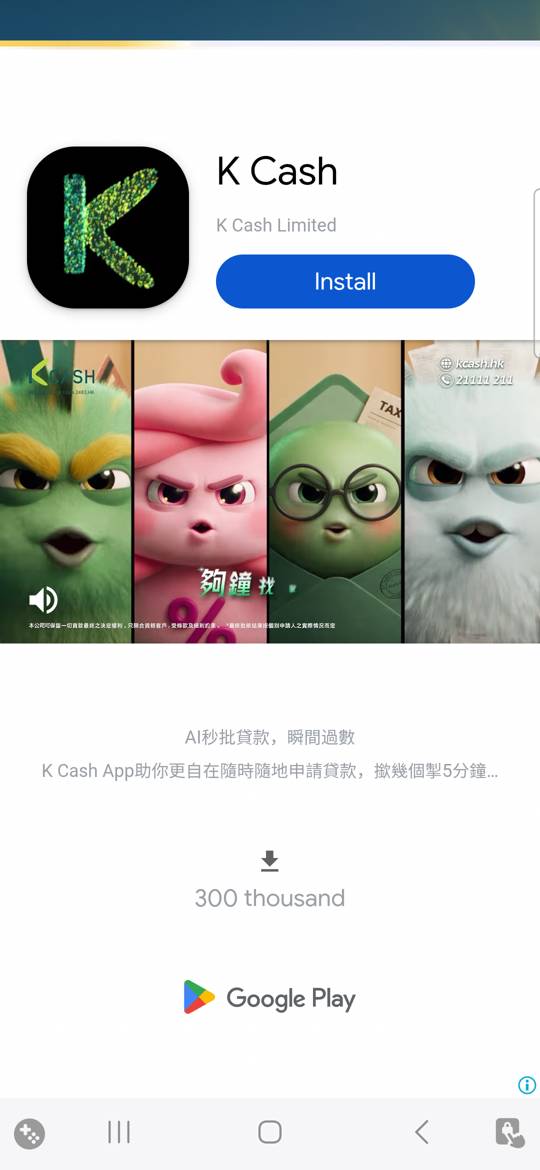 K Cash
K Cash Limited
Install
K CASH
kcash.hk
21111 211
TAX
夠鐘找
%
AI秒批貸款，瞬間過數
K Cash App助你更自在隨時隨地申請貸款，撳幾個掣5分鐘...
300 thousand
Google Play